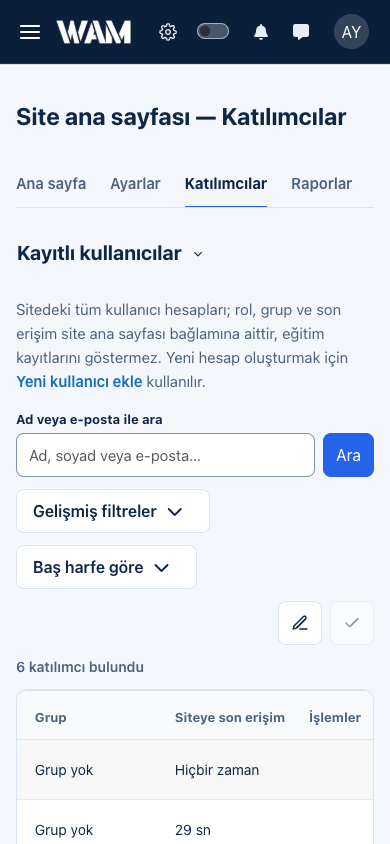 WAM
AY
Site ana sayfası — Katılımcılar
Ana sayfa Ayarlar Katılımcılar Raporlar
Kayıtlı kullanıcılar
Sitedeki tüm kullanıcı hesapları; rol, grup ve son
erişim site ana sayfası bağlamına aittir, eğitim
kayıtlarını göstermez. Yeni hesap oluşturmak için
Yeni kullanıcı ekle kullanılır.
Ad veya e-posta ile ara
Ad, soyad veya e-posta...
Ara
Gelişmiş filtreler
Baş harfe göre
6 katılımcı bulundu
Grup Siteye son erişim İşlemler
Grup yok Hiçbir zaman
Grup yok 29 sn